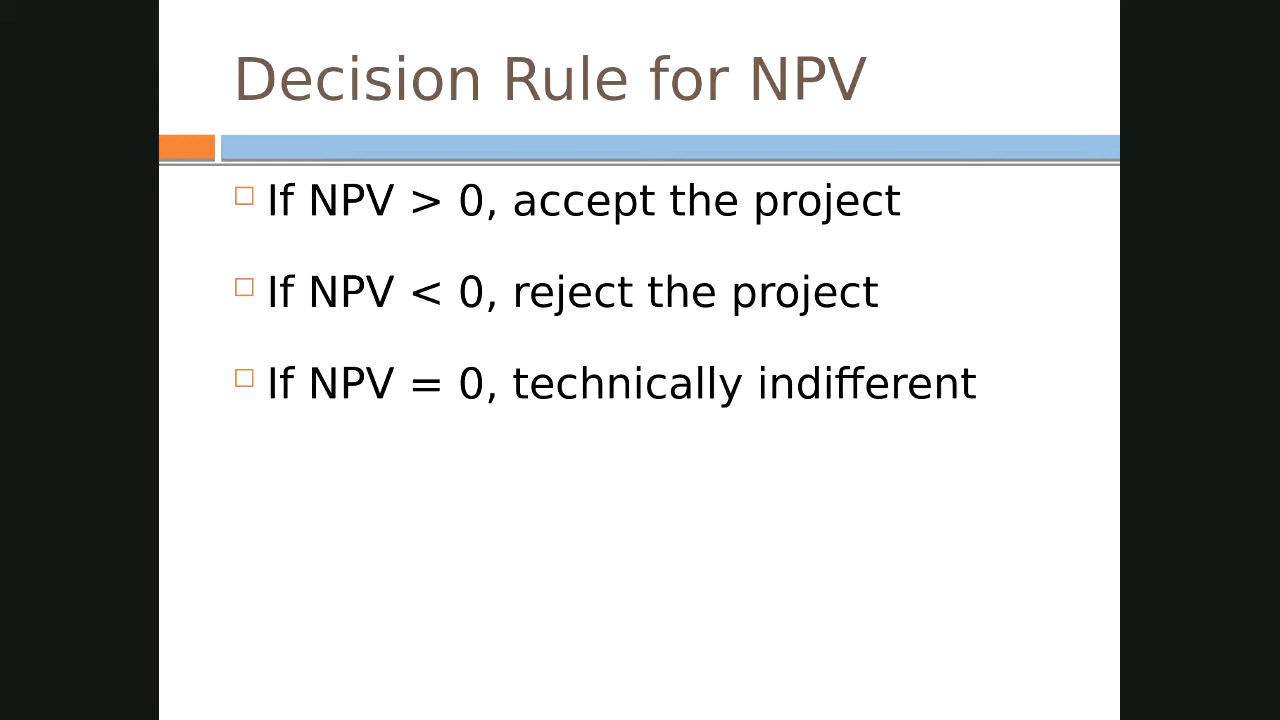 Decision Rule for NPV
If NPV > 0, accept the project
If NPV < 0, reject the project
If NPV = 0, technically indifferent